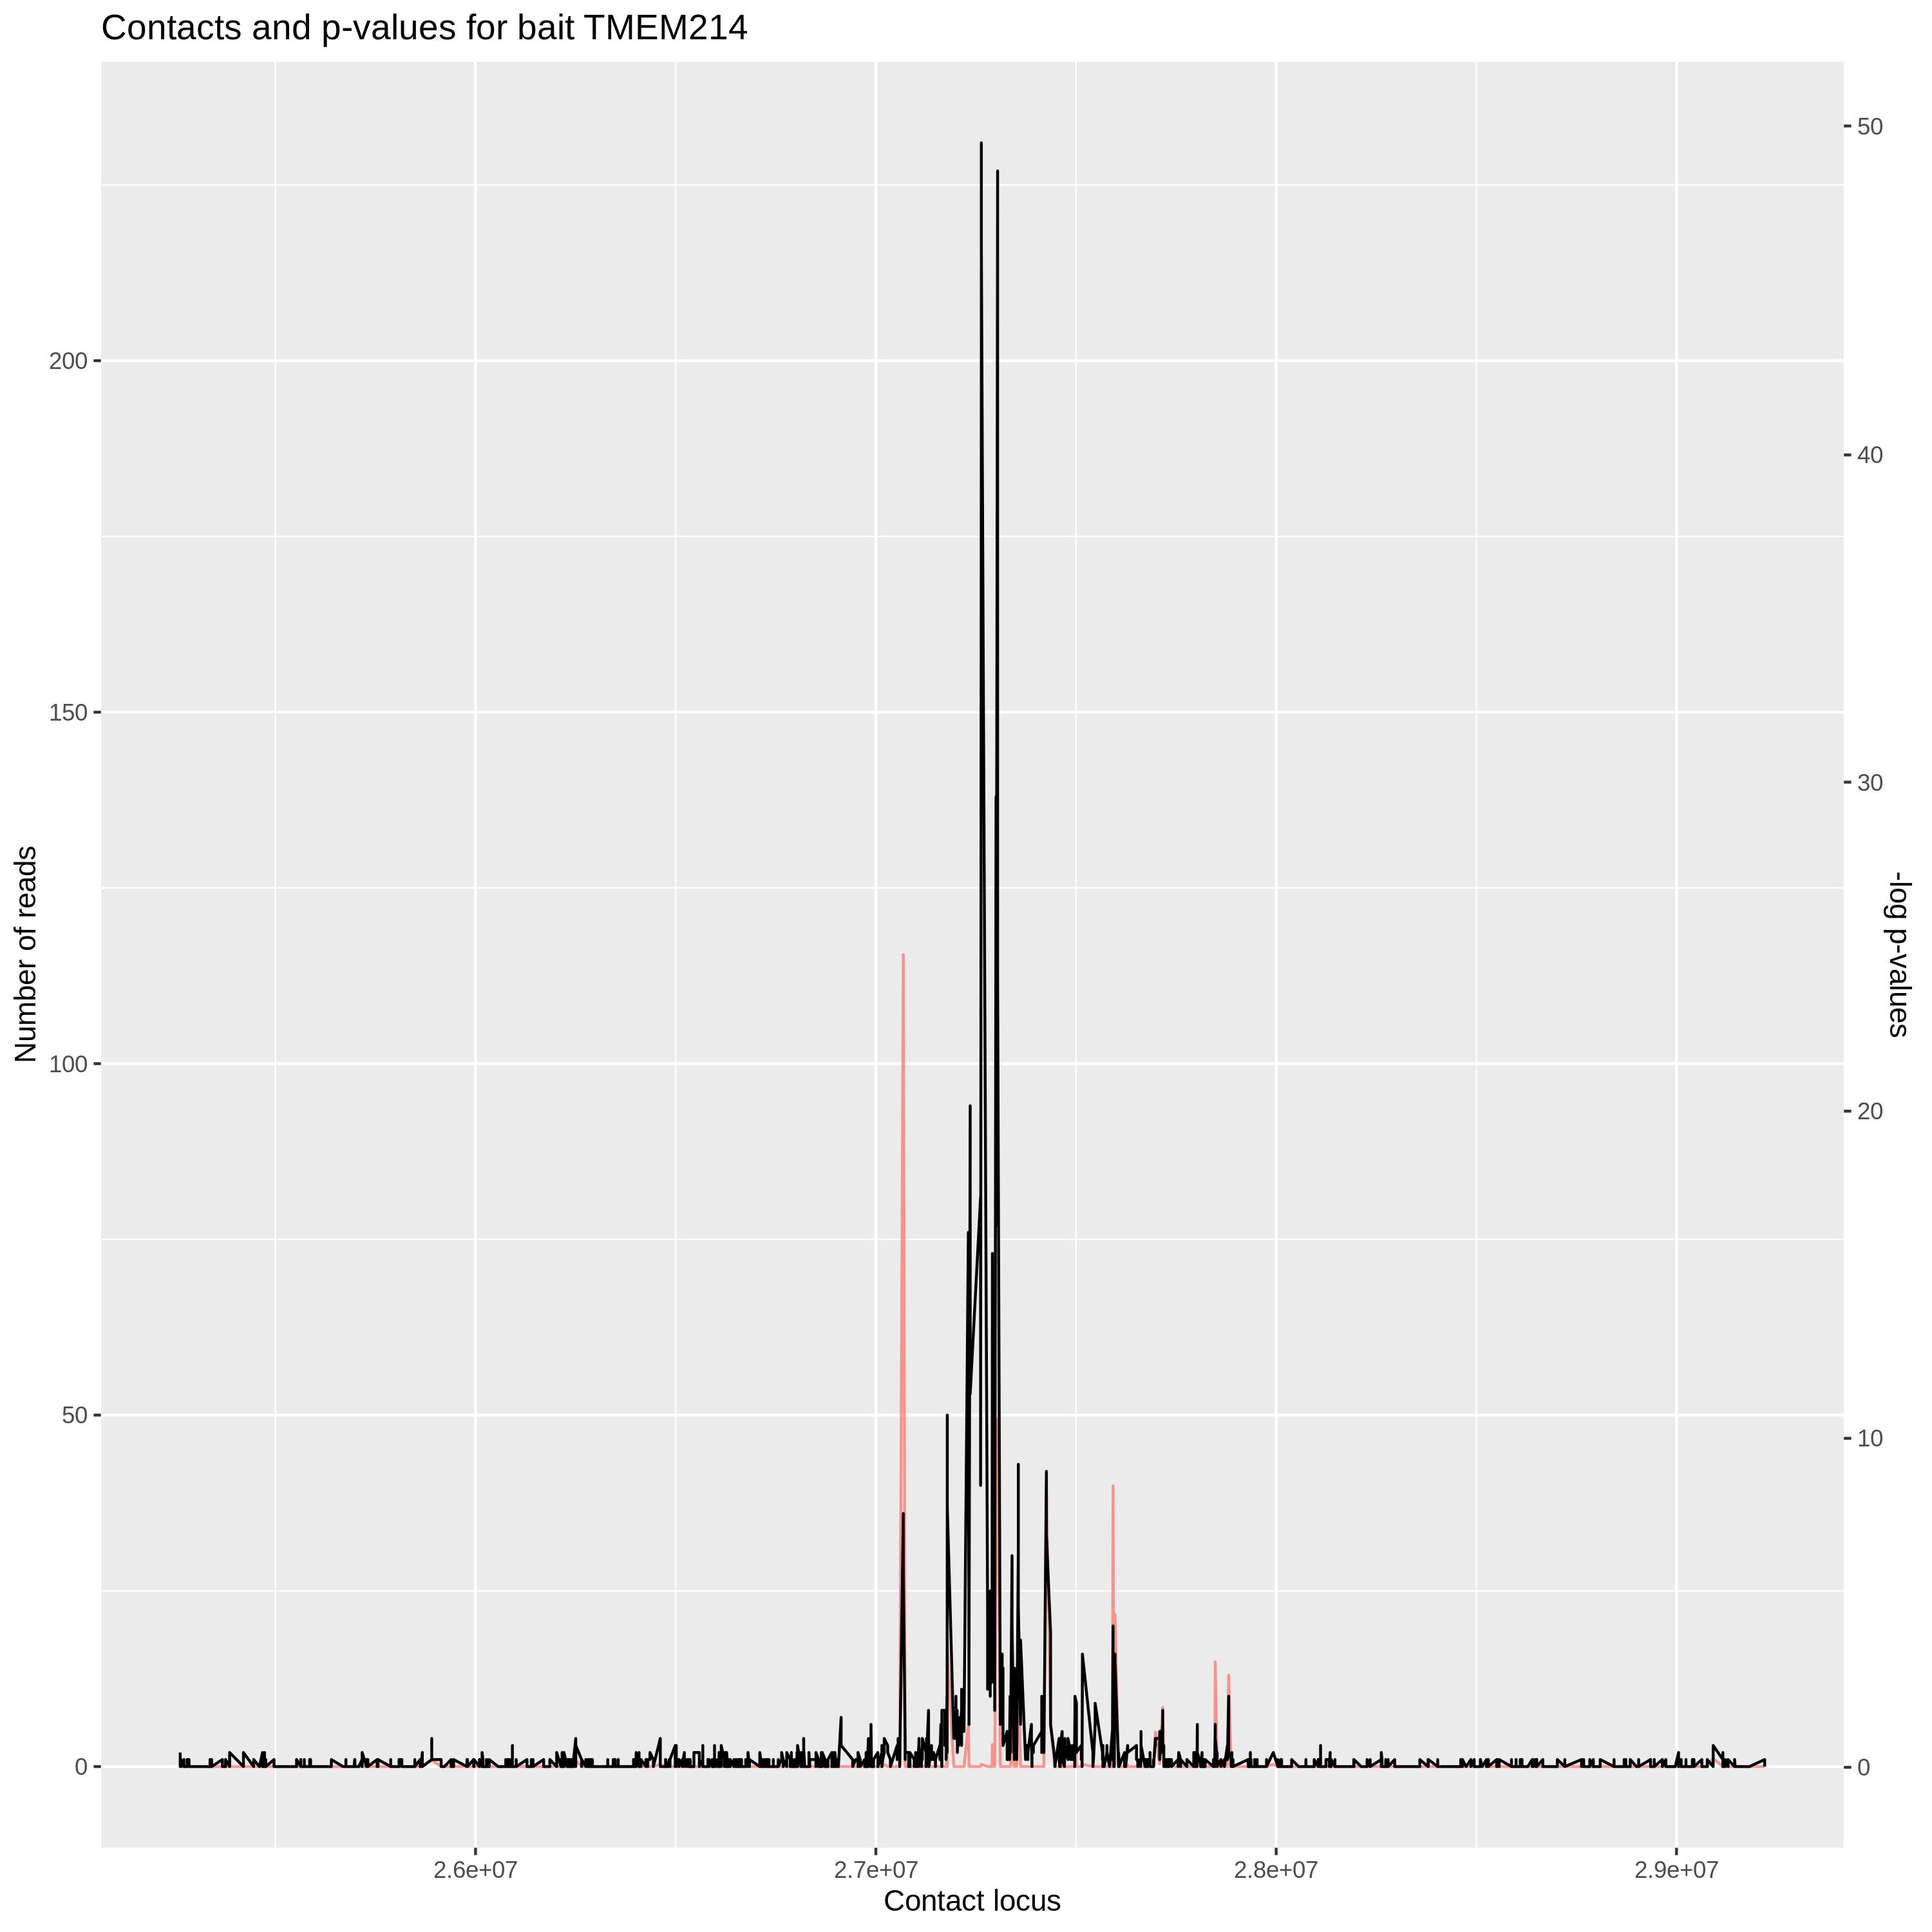 Contacts and p-values for bait TMEM214
Number of reads
200
150
100
50
0
50
40
30
20
10
0
-log p-values
2.6e+07
2.7e+07
2.8e+07
2.9e+07
Contact locus